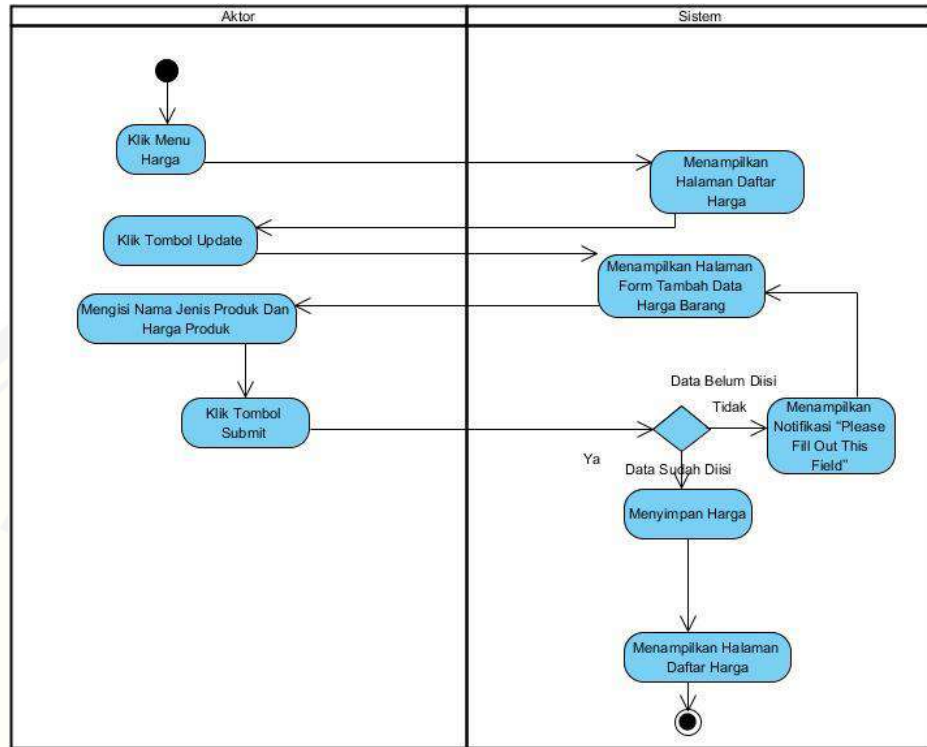 Aktor
Sistem
Klik Menu
Harga
Menampilkan
Halaman Daftar
Harga
Klik Tombol Update
Menampilkan Halaman
Form Tambah Data
Harga Barang
Mengisi Nama Jenis Produk Dan
Harga Produk
Klik Tombol
Submit
Data Belum Diisi
Tidak
Menampilkan
Notifikasi "Please
Fill Out This
Field"
Ya
Data Sudah Diisi
Menyimpan Harga
Menampilkan Halaman
Daftar Harga